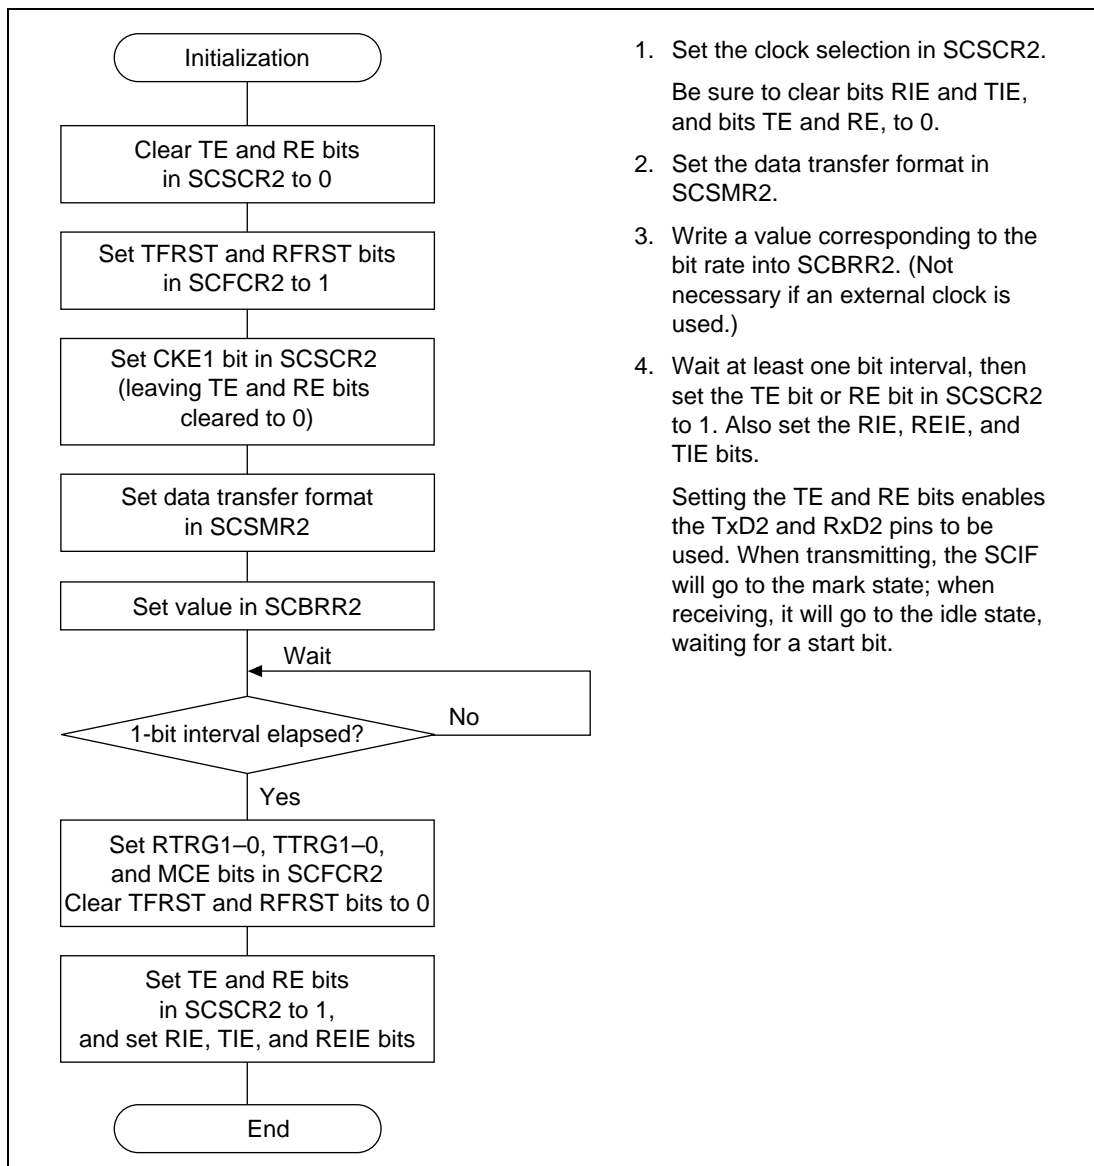 Initialization
Clear TE and RE bits
in SCSCR2 to 0
Set TFRST and RFRST bits
in SCFCR2 to 1
Set CKE1 bit in SCSCR2
(leaving TE and RE bits
cleared to 0)
Set data transfer format
in SCSMR2
Set value in SCBRR2
Wait
1-bit interval elapsed?
No
Yes
Set RTRG1–0, TTRG1–0,
and MCE bits in SCFCR2
Clear TFRST and RFRST bits to 0
Set TE and RE bits
in SCSCR2 to 1,
and set RIE, TIE, and REIE bits
End
1. Set the clock selection in SCSCR2.
Be sure to clear bits RIE and TIE,
and bits TE and RE, to 0.
2. Set the data transfer format in
SCSMR2.
3. Write a value corresponding to the
bit rate into SCBRR2. (Not
necessary if an external clock is
used.)
4. Wait at least one bit interval, then
set the TE bit or RE bit in SCSCR2
to 1. Also set the RIE, REIE, and
TIE bits.
Setting the TE and RE bits enables
the TxD2 and RxD2 pins to be
used. When transmitting, the SCIF
will go to the mark state; when
receiving, it will go to the idle state,
waiting for a start bit.